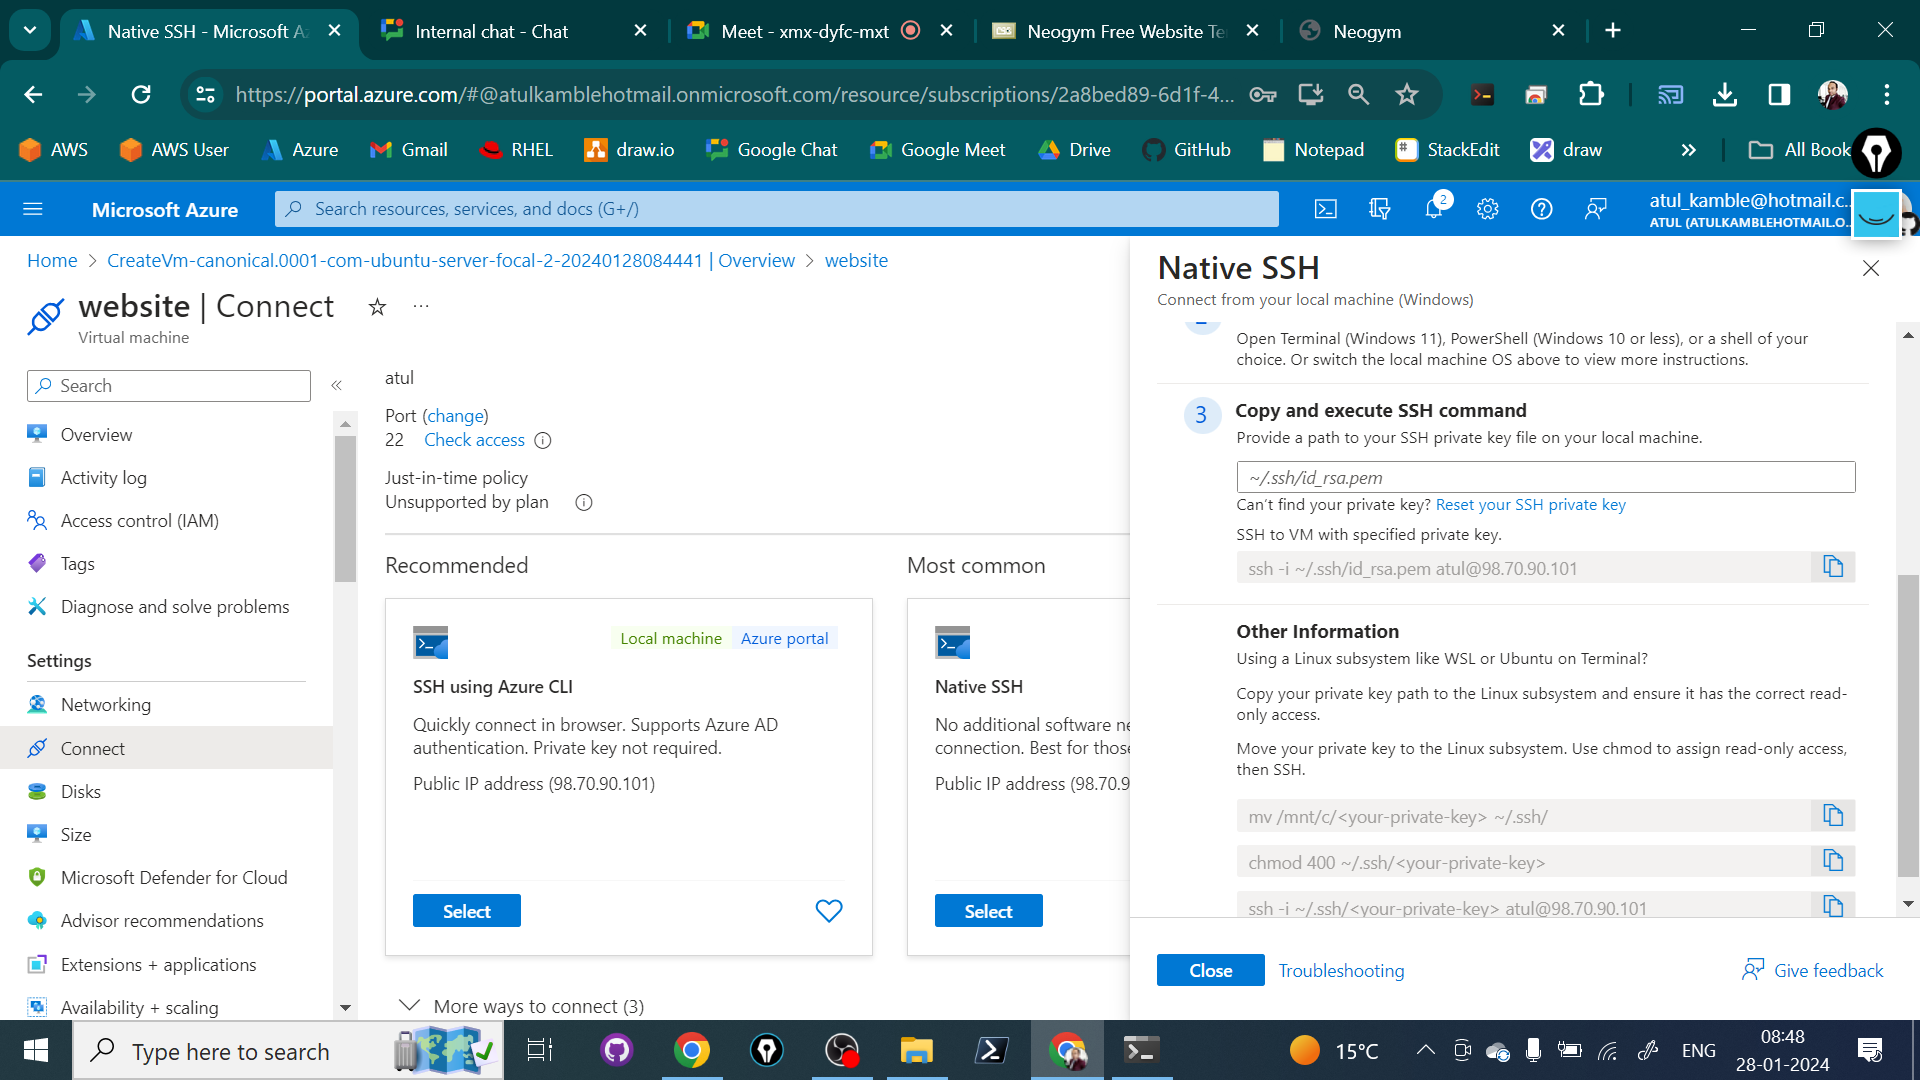 Native SSH - Microsoft A
Internal chat - Chat
Meet - xmx-dyfc-mxt
Neogym Free Website Te
Neogym
https://portal.azure.com/#@atulkamblehotmail.onmicrosoft.com/resource/subscriptions/2a8bed89-6d1f-4...
AWS
AWS User
Azure
Gmail
RHEL
draw.io
Google Chat
Google Meet
Drive
GitHub
Notepad
StackEdit
draw
All Book
Microsoft Azure
Search resources, services, and docs (G+/)
2
atul_kamble@hotmail.c...
ATUL (ATULKAMBLEHOTMAIL.O...
Home > CreateVm-canonical.0001-com-ubuntu-server-focal-2-20240128084441 | Overview > website
website | Connect
Virtual machine
Search
Overview
Activity log
Access control (IAM)
Tags
Diagnose and solve problems
Settings
Networking
Connect
Disks
Size
Microsoft Defender for Cloud
Advisor recommendations
Extensions + applications
Availability + scaling
atul
Port (change)
22 Check access
Just-in-time policy
Unsupported by plan
Recommended
Local machine
Azure portal
SSH using Azure CLI
Quickly connect in browser. Supports Azure AD
authentication. Private key not required.
Public IP address (98.70.90.101)
Select
Most common
Native SSH
No additional software ne
connection. Best for those
Public IP address (98.70.9
Select
More ways to connect (3)
Native SSH
Connect from your local machine (Windows)
2
Open Terminal (Windows 11), PowerShell (Windows 10 or less), or a shell of your
choice. Or switch the local machine OS above to view more instructions.
3
Copy and execute SSH command
Provide a path to your SSH private key file on your local machine.
~/.ssh/id_rsa.pem
Can't find your private key? Reset your SSH private key
SSH to VM with specified private key.
ssh -i ~/.ssh/id_rsa.pem atul@98.70.90.101
Other Information
Using a Linux subsystem like WSL or Ubuntu on Terminal?
Copy your private key path to the Linux subsystem and ensure it has the correct read-
only access.
Move your private key to the Linux subsystem. Use chmod to assign read-only access,
then SSH.
mv /mnt/c/<your-private-key> ~/.ssh/
chmod 400 ~/.ssh/<your-private-key>
ssh -i ~/.ssh/<your-private-key> atul@98.70.90.101
Close
Troubleshooting
Give feedback
Type here to search
15°C
ENG
08:48
28-01-2024